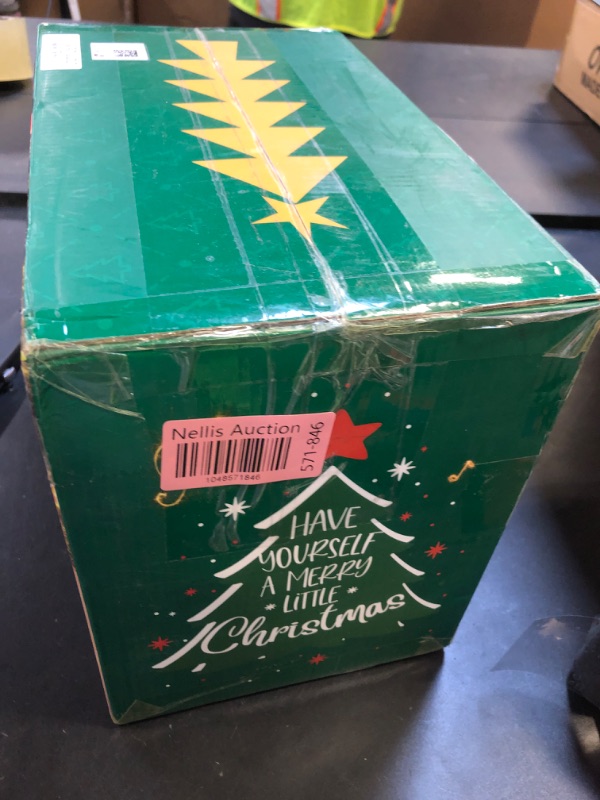 Nellis Auction
1048571846
571-846
HAVE
YOURSELF
A MERRY
LITTLE
Christmas